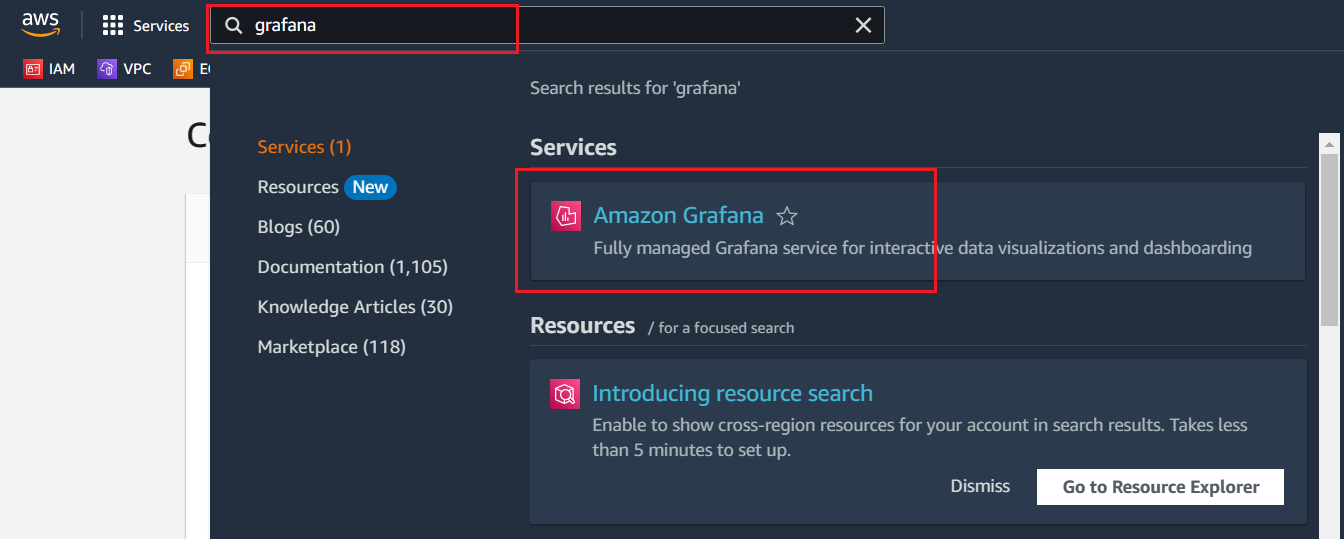 aws
Services
grafana
IAM
VPC
Search results for 'grafana'
Services (1)
Resources New
Blogs (60)
Documentation (1,105)
Knowledge Articles (30)
Marketplace (118)
Services
Amazon Grafana
Fully managed Grafana service for interactive data visualizations and dashboarding
Resources / for a focused search
Introducing resource search
Enable to show cross-region resources for your account in search results. Takes less
than 5 minutes to set up.
Dismiss
Go to Resource Explorer